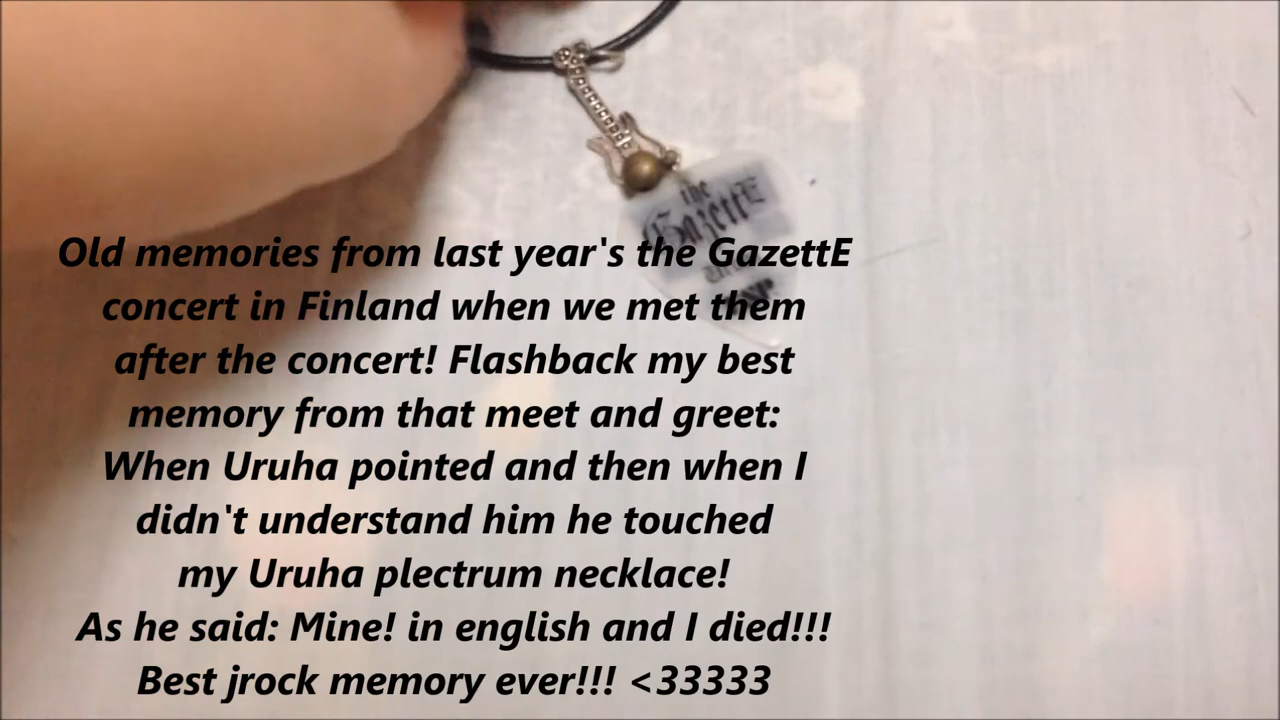 the
GazettE
Old memories from last year's the GazettE
concert in Finland when we met them
after the concert! Flashback my best
memory from that meet and greet:
When Uruha pointed and then when I
didn't understand him he touched
my Uruha plectrum necklace!
As he said: Mine! in english and I died!!!
Best jrock memory ever!!! <33333